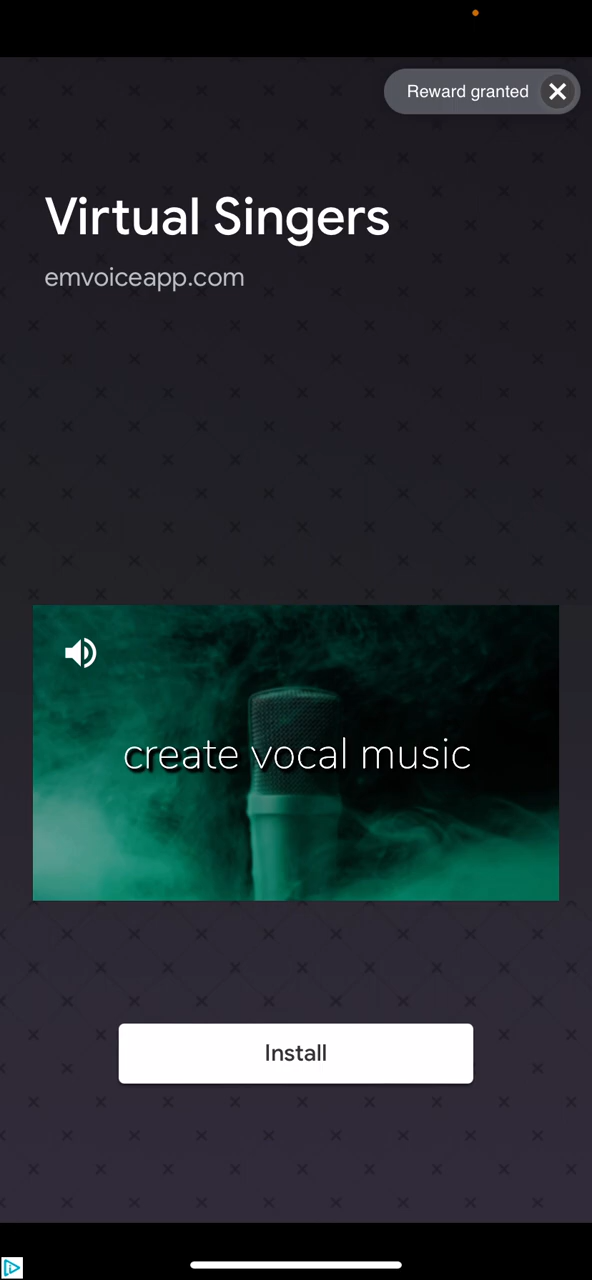 Reward granted
Virtual Singers
emvoiceapp.com
create vocal music
Install